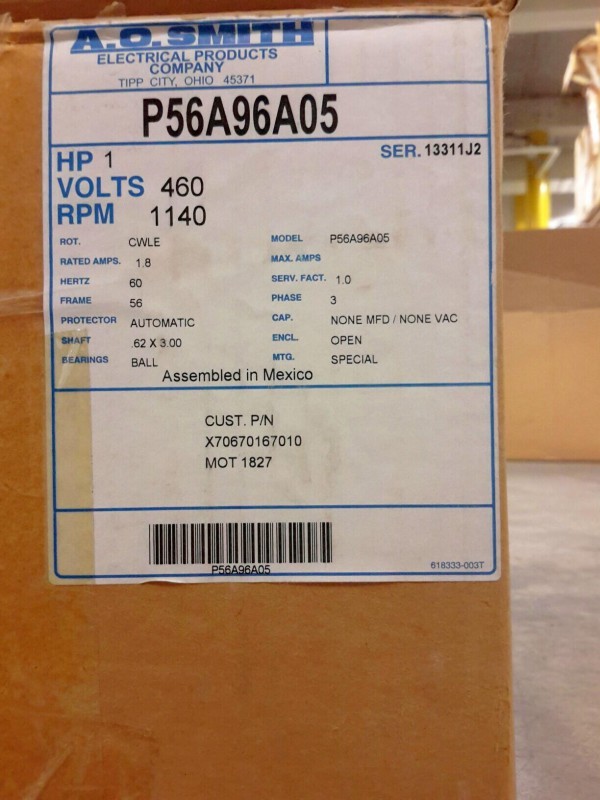 A.O. SMITH
ELECTRICAL PRODUCTS
COMPANY
TIPP CITY, OHIO 45371
P56A96A05
HP 1
SER. 13311J2
VOLTS 460
RPM 1140
ROT. CWLE
MODEL P56A96A05
RATED AMPS. 1.8
MAX. AMPS
HERTZ 60
SERV. FACT. 1.0
FRAME 56
PHASE 3
PROTECTOR AUTOMATIC
CAP. NONE MFD / NONE VAC
SHAFT .62 X 3.00
ENCL. OPEN
BEARINGS BALL
MTG. SPECIAL
Assembled in Mexico
CUST. P/N
X70670167010
MOT 1827
P56A96A05
618333-003T